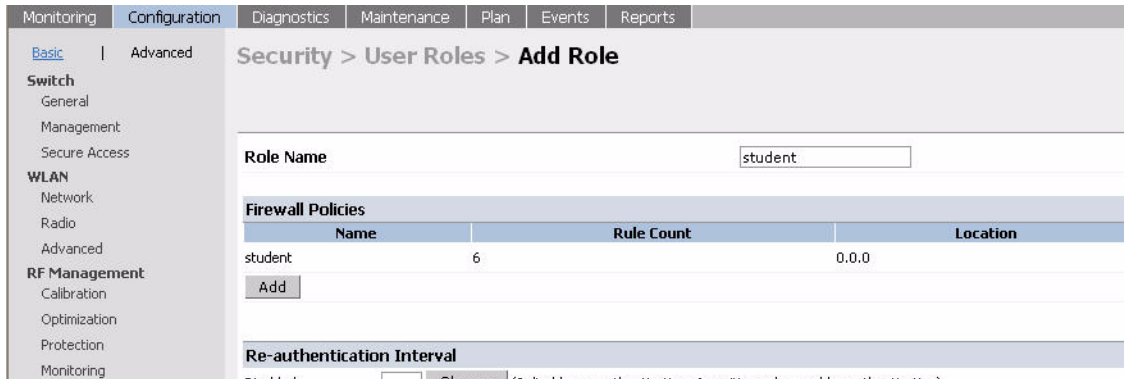 Monitoring Configuration Diagnostics Maintenance Plan Events Reports
Basic | Advanced
Security > User Roles > Add Role
Switch
General
Management
Secure Access
WLAN
Network
Radio
Advanced
RF Management
Calibration
Optimization
Protection
Monitoring
Role Name student
Firewall Policies
Name Rule Count Location
student 6 0.0.0
Add
Re-authentication Interval